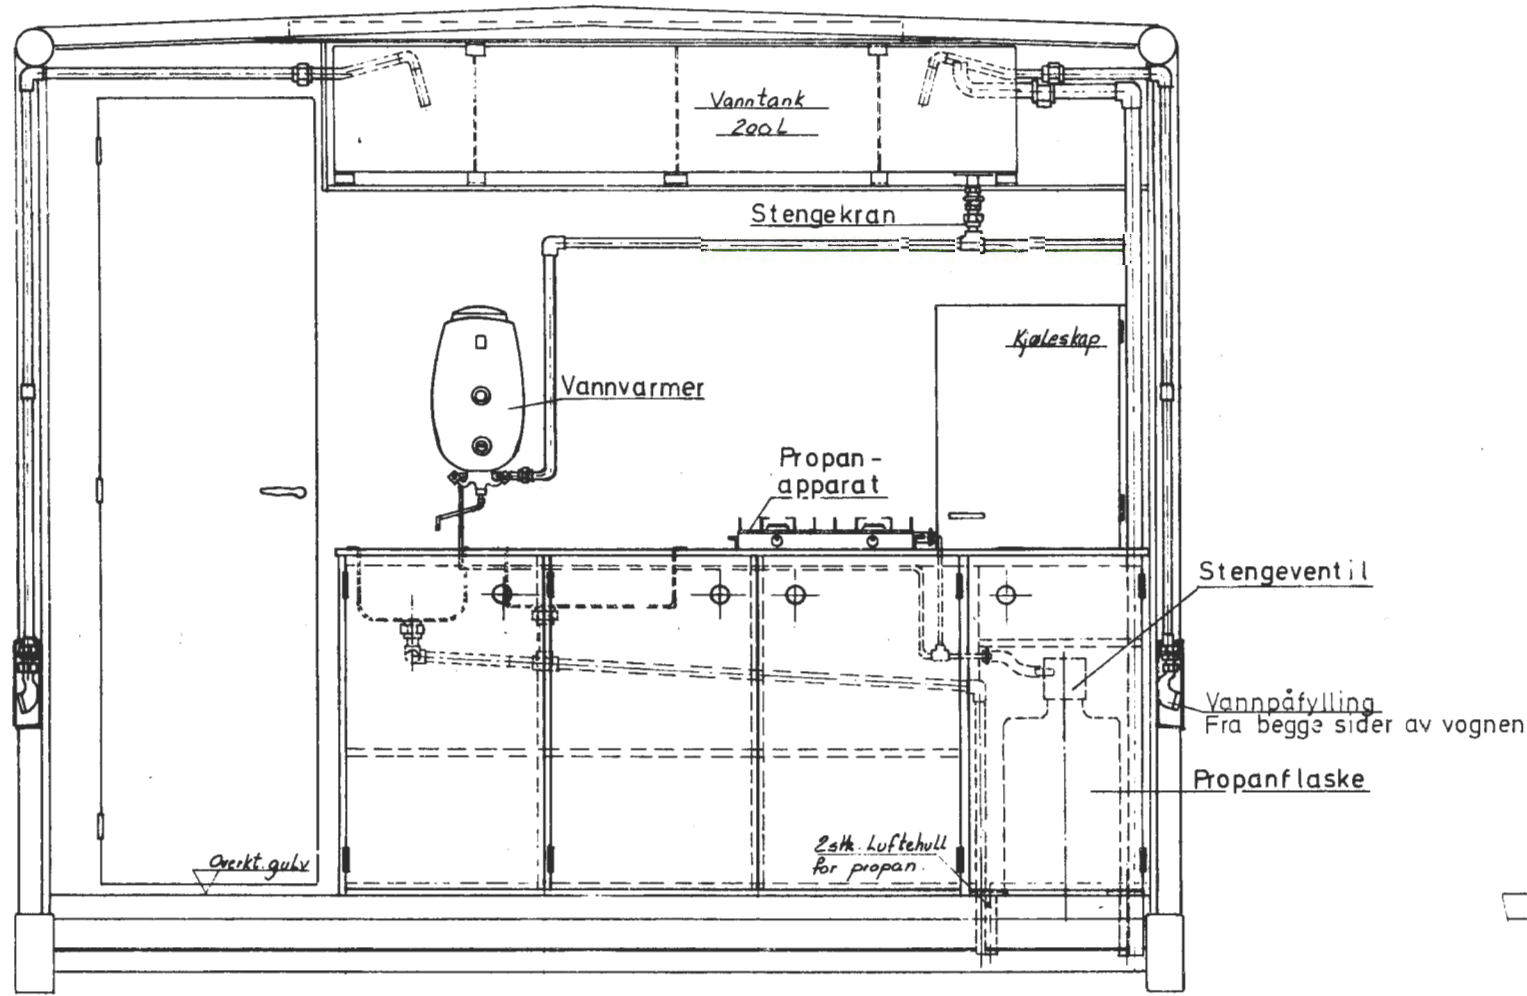 Vanntank
200L
Stengekran
Kjøleskap
Vannvarmer
Propan-
apparat
Stengeventil
Vannpåfylling
Fra begge sider av vognen
Propanflaske
2stk. Luftehull
for propan.
Overkt. gulv